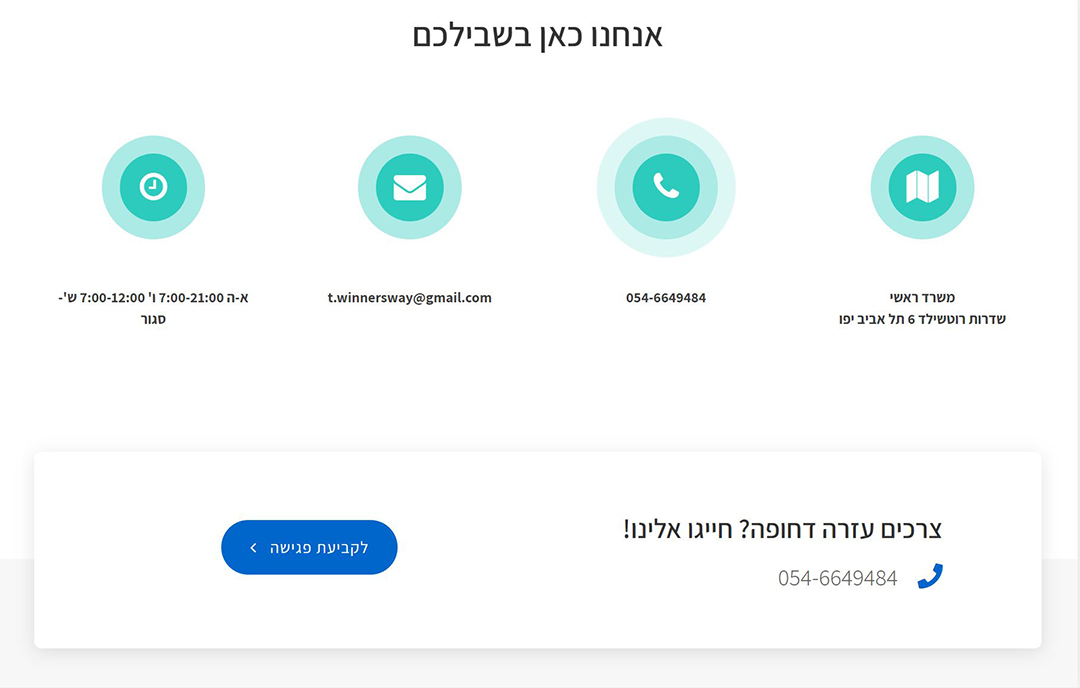 אנחנו כאן בשבילכם
משרד ראשי
שדרות רוטשילד 6 תל אביב יפו
054-6649484
t.winnersway@gmail.com
א-ה 7:00-21:00 ו' 7:00-12:00 ש'-
סגור
צרכים עזרה דחופה? חייגו אלינו!
054-6649484
לקביעת פגישה